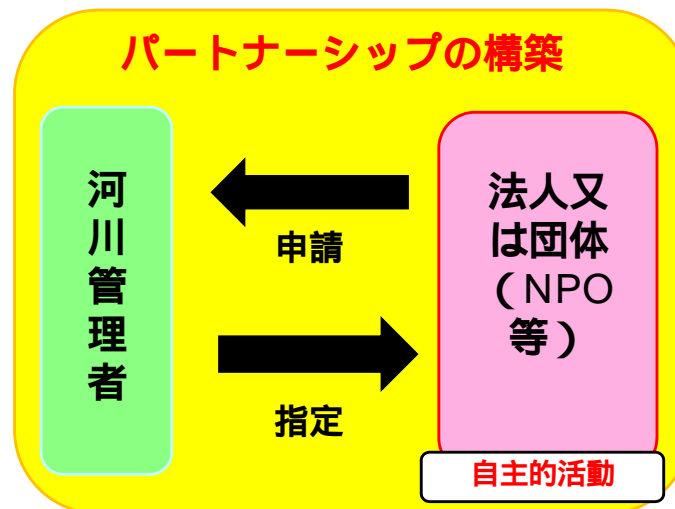 パートナーシップの構築
河川管理者
申請
指定
法人又
は団体
(NPO
等)
自主的活動